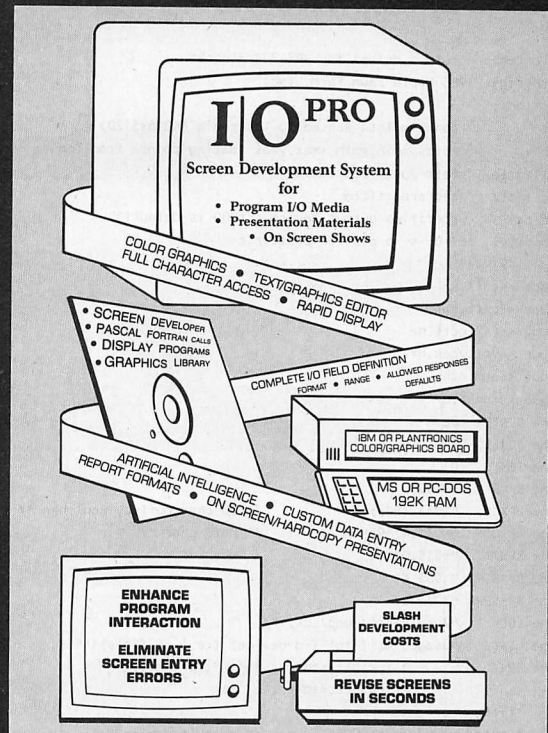 I/O PRO
Screen Development System
for
• Program I/O Media
• Presentation Materials
• On Screen Shows
COLOR GRAPHICS • TEXT/GRAPHICS EDITOR
FULL CHARACTER ACCESS • RAPID DISPLAY
• SCREEN DEVELOPER
• PASCAL FORTRAN CALLS
• DISPLAY PROGRAMS
• GRAPHICS LIBRARY
COMPLETE I/O FIELD DEFINITION
FORMAT • RANGE • ALLOWED RESPONSES
DEFAULTS
IBM OR PLANTRONICS
COLOR/GRAPHICS BOARD
MS OR PC-DOS
192K RAM
ARTIFICIAL INTELLIGENCE • CUSTOM DATA ENTRY
REPORT FORMATS • ON SCREEN/HARDCOPY PRESENTATIONS
ENHANCE
PROGRAM
INTERACTION
ELIMINATE
SCREEN ENTRY
ERRORS
SLASH
DEVELOPMENT
COSTS
REVISE SCREENS
IN SECONDS